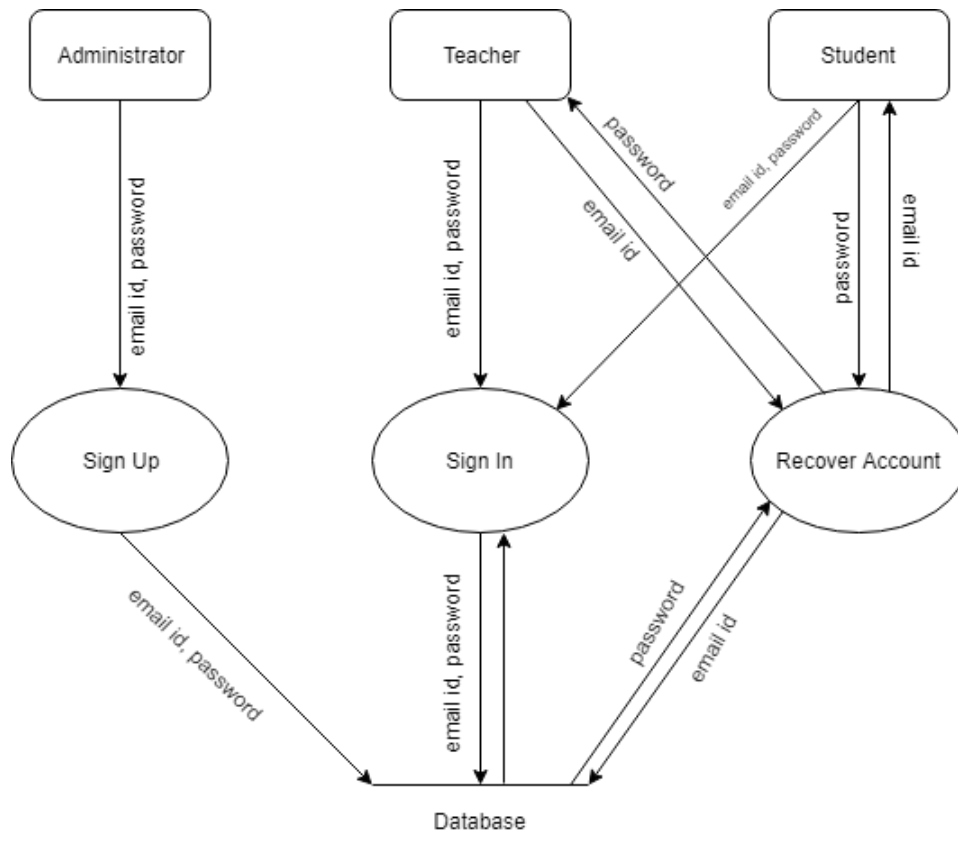 Administrator
Teacher
Student
email id, password
email id, password
password
email id
email id, password
password
email id
Sign Up
Sign In
Recover Account
email id, password
email id, password
password
email id
Database